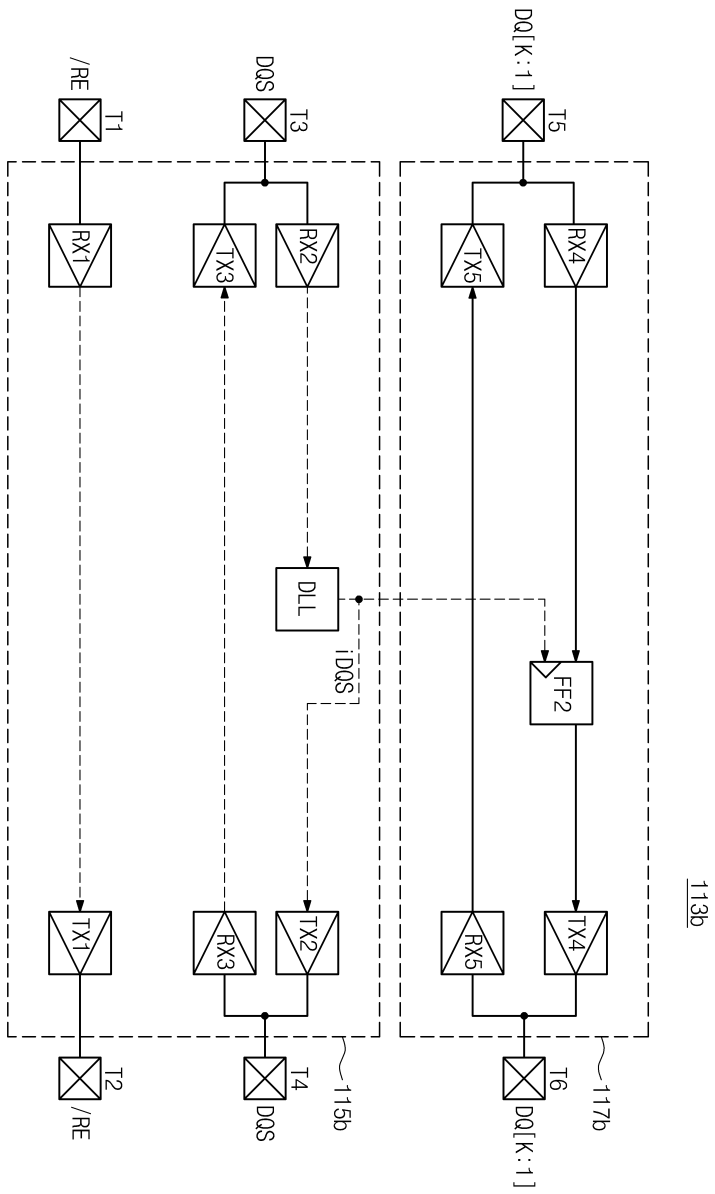 113b
DQ[K:1]
T5
RX4
FF2
TX4
T6
DQ[K:1]
TX5
RX5
117b
DQS
T3
RX2
DLL
iDQS
TX2
T4
DQS
TX3
RX3
115b
/RE
T1
RX1
TX1
T2
/RE